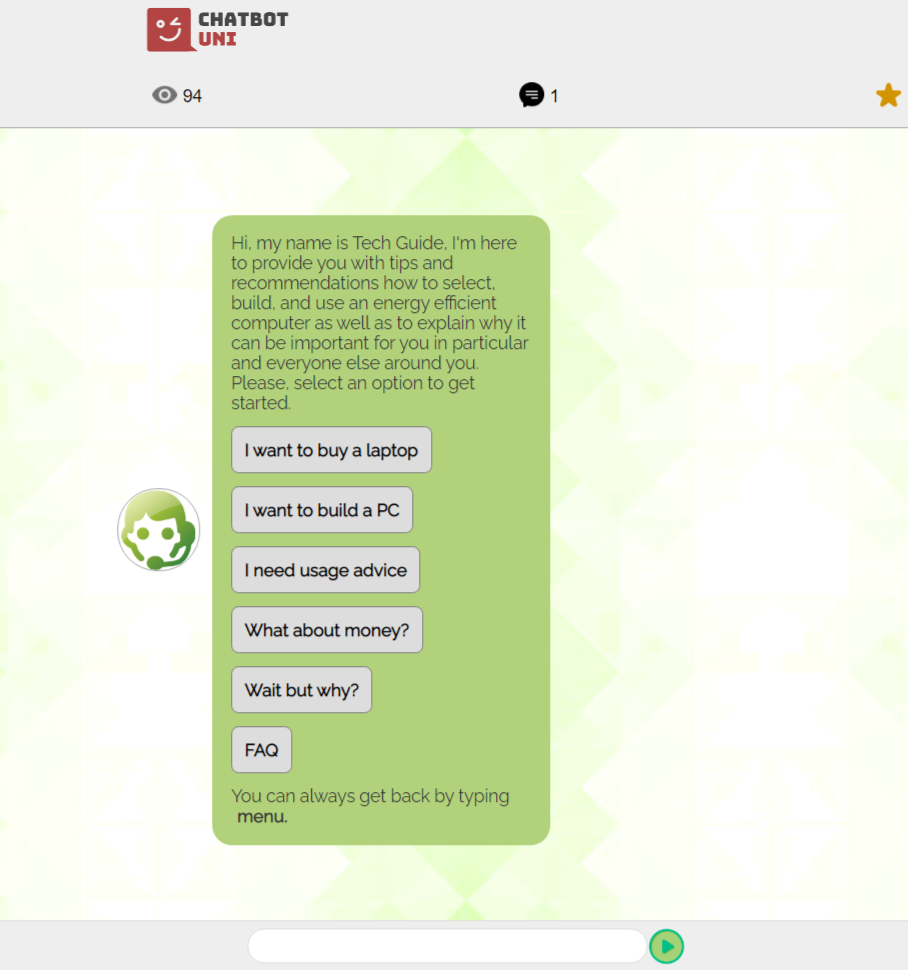 CHATBOT
UNI
94
1
Hi, my name is Tech Guide, I'm here
to provide you with tips and
recommendations how to select,
build, and use an energy efficient
computer as well as to explain why it
can be important for you in particular
and everyone else around you.
Please, select an option to get
started.
I want to buy a laptop
I want to build a PC
I need usage advice
What about money?
Wait but why?
FAQ
You can always get back by typing
menu.